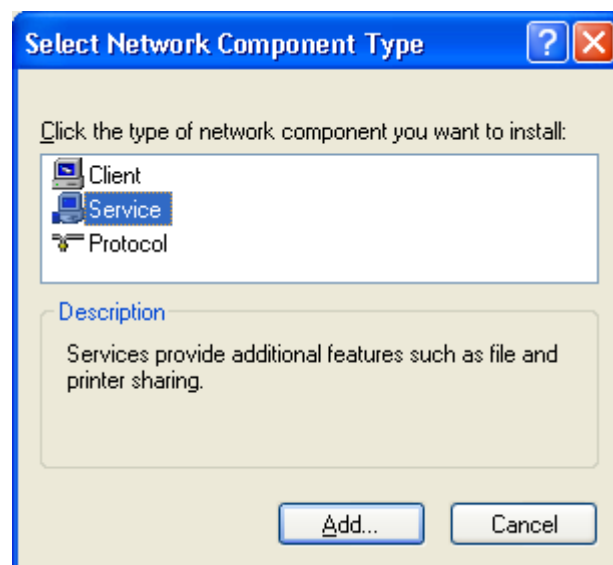 Select Network Component Type
Click the type of network component you want to install:
Client
Service
Protocol
Description
Services provide additional features such as file and
printer sharing.
Add...
Cancel